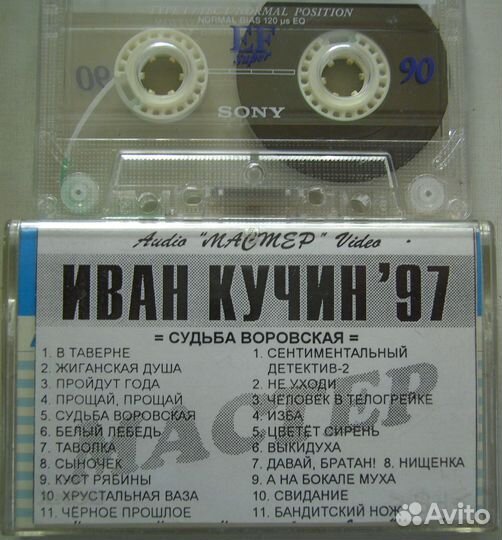 TYPE I EFFECT NORMAL POSITION
NORMAL BIAS 120 µs EQ
90
EF
Super
90
SONY
Audio "МАСТЕР" Video
ИВАН КУЧИН '97
= СУДЬБА ВОРОВСКАЯ =
1. В ТАВЕРНЕ
2. ЖИГАНСКАЯ ДУША
3. ПРОЙДУТ ГОДА
4. ПРОЩАЙ, ПРОЩАЙ
5. СУДЬБА ВОРОВСКАЯ
6. БЕЛЫЙ ЛЕБЕДЬ
7. ТАВОЛКА
8. СЫНОЧЕК
9. КУСТ РЯБИНЫ
10. ХРУСТАЛЬНАЯ ВАЗА
11. ЧЁРНОЕ ПРОШЛОЕ
1. СЕНТИМЕНТАЛЬНЫЙ
ДЕТЕКТИВ-2
2. НЕ УХОДИ
3. ЧЕЛОВЕК В ТЕЛОГРЕЙКЕ
4. ИЗБА
5. ЦВЕТЁТ СИРЕНЬ
6. ВЫКИДУХА
7. ДАВАЙ, БРАТАН! 8. НИЩЕНКА
9. А НА БОКАЛЕ МУХА
10. СВИДАНИЕ
11. БАНДИТСКИЙ НОЖ
МАСТЕР
Avito